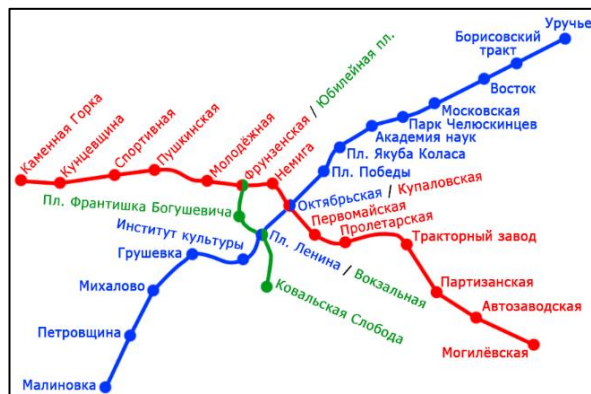 Уручье
Борисовский
тракт
Восток
Московская
Парк Челюскинцев
Академия наук
Пл. Якуба Коласа
Пл. Победы
Октябрьская / Купаловская
Каменная Горка
Кунцевщина
Спортивная
Пушкинская
Молодёжная
Фрунзенская / Юбилейная пл.
Немига
Первомайская
Пролетарская
Тракторный завод
Партизанская
Автозаводская
Могилёвская
Пл. Франтишка Богушевича
Институт культуры
Пл. Ленина / Вокзальная
Грушевка
Ковальская Слобода
Михалово
Петровщина
Малиновка